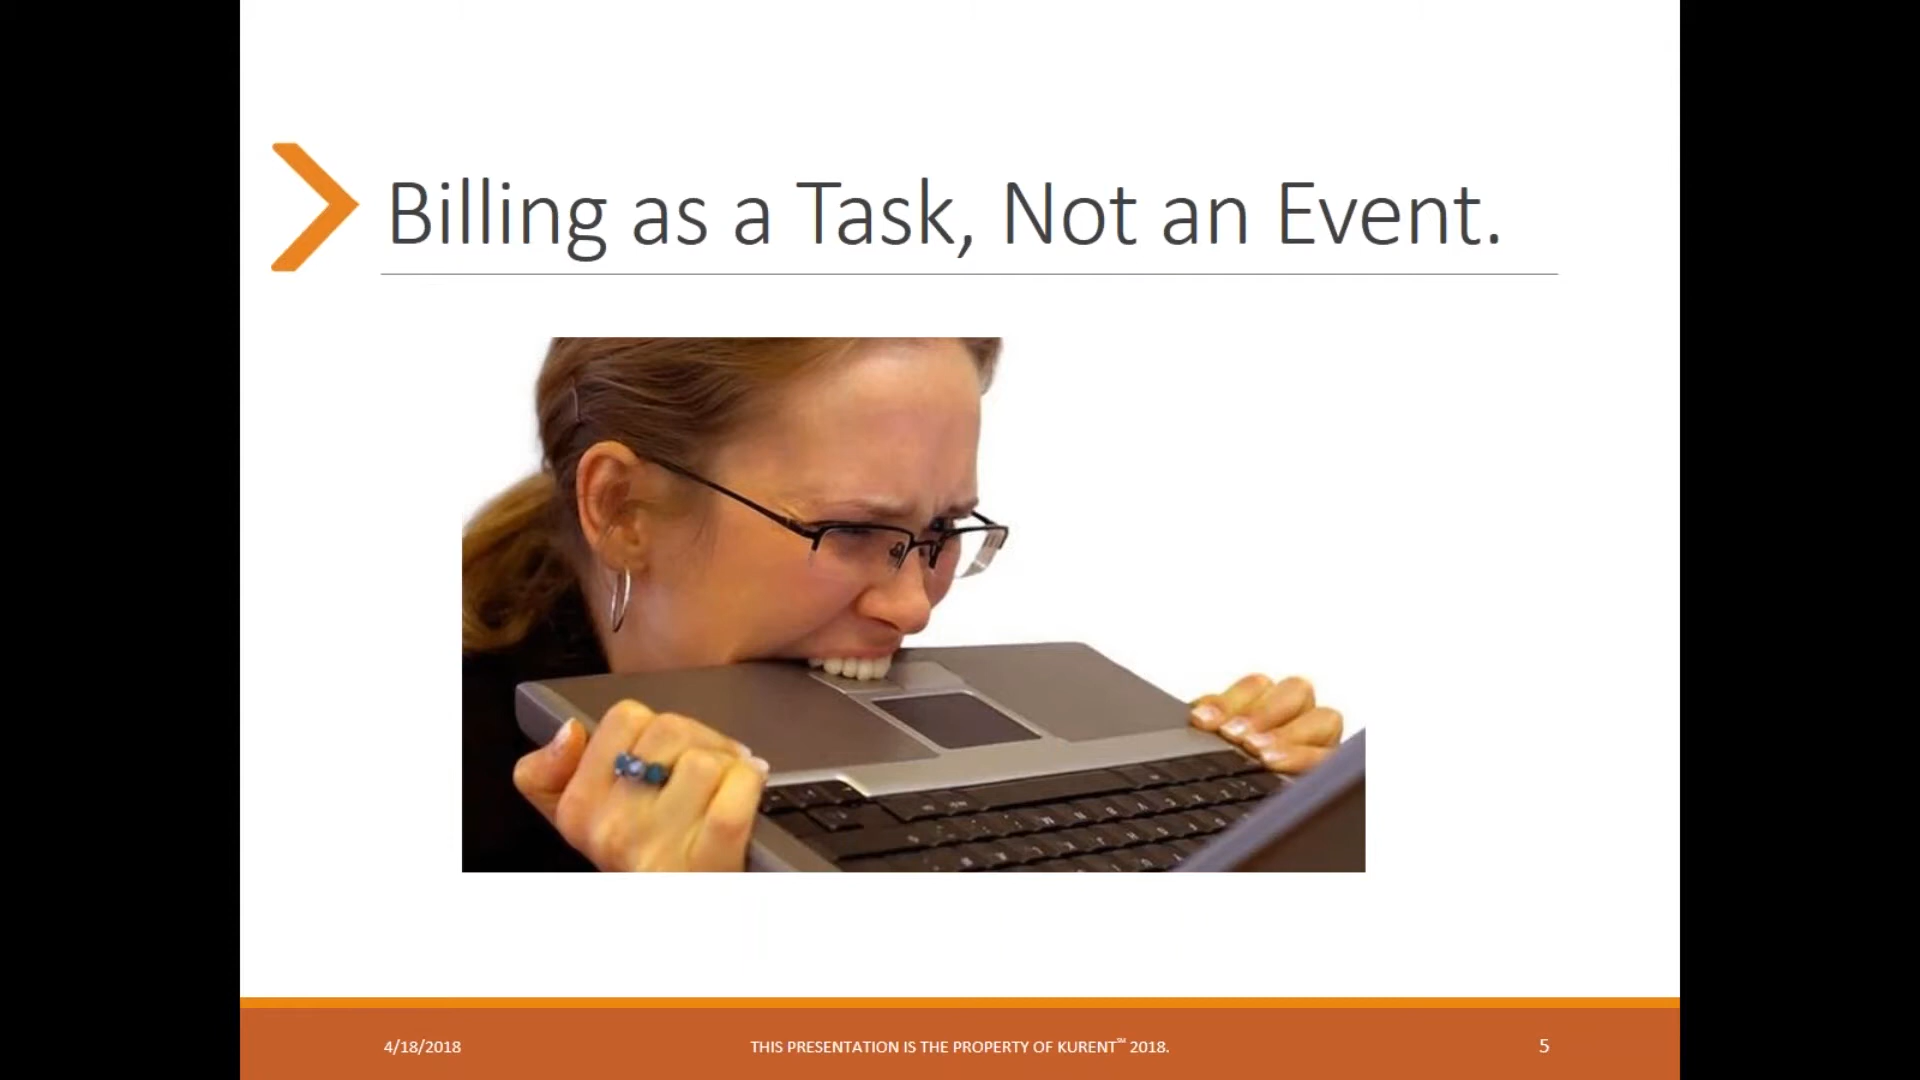 Billing as a Task, Not an Event.
4/18/2018
THIS PRESENTATION IS THE PROPERTY OF KURENT℠ 2018.
5